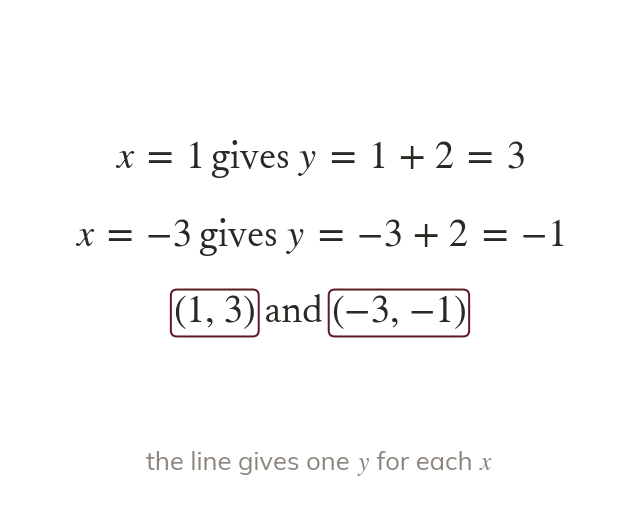 x = 1 gives y = 1 + 2 = 3
x = −3 gives y = −3 + 2 = −1
(1, 3) and (−3, −1)
the line gives one y for each x